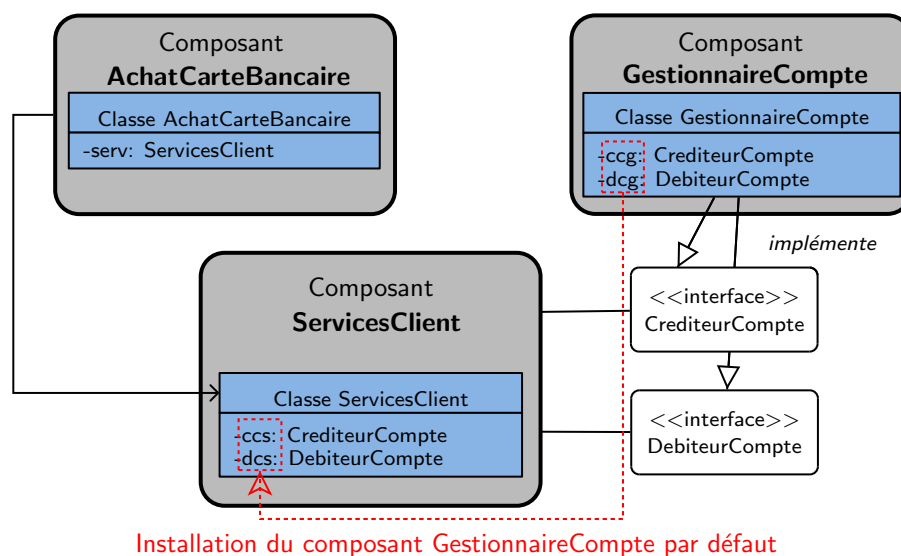 Composant
AchatCarteBancaire
Classe AchatCarteBancaire
-serv: ServicesClient
Composant
GestionnaireCompte
Classe GestionnaireCompte
-ccg: CrediteurCompte
-dcg: DebiteurCompte
implémente
Composant
ServicesClient
Classe ServicesClient
-ccs: CrediteurCompte
-dcs: DebiteurCompte
<<interface>>
CrediteurCompte
<<interface>>
DebiteurCompte
Installation du composant GestionnaireCompte par défaut